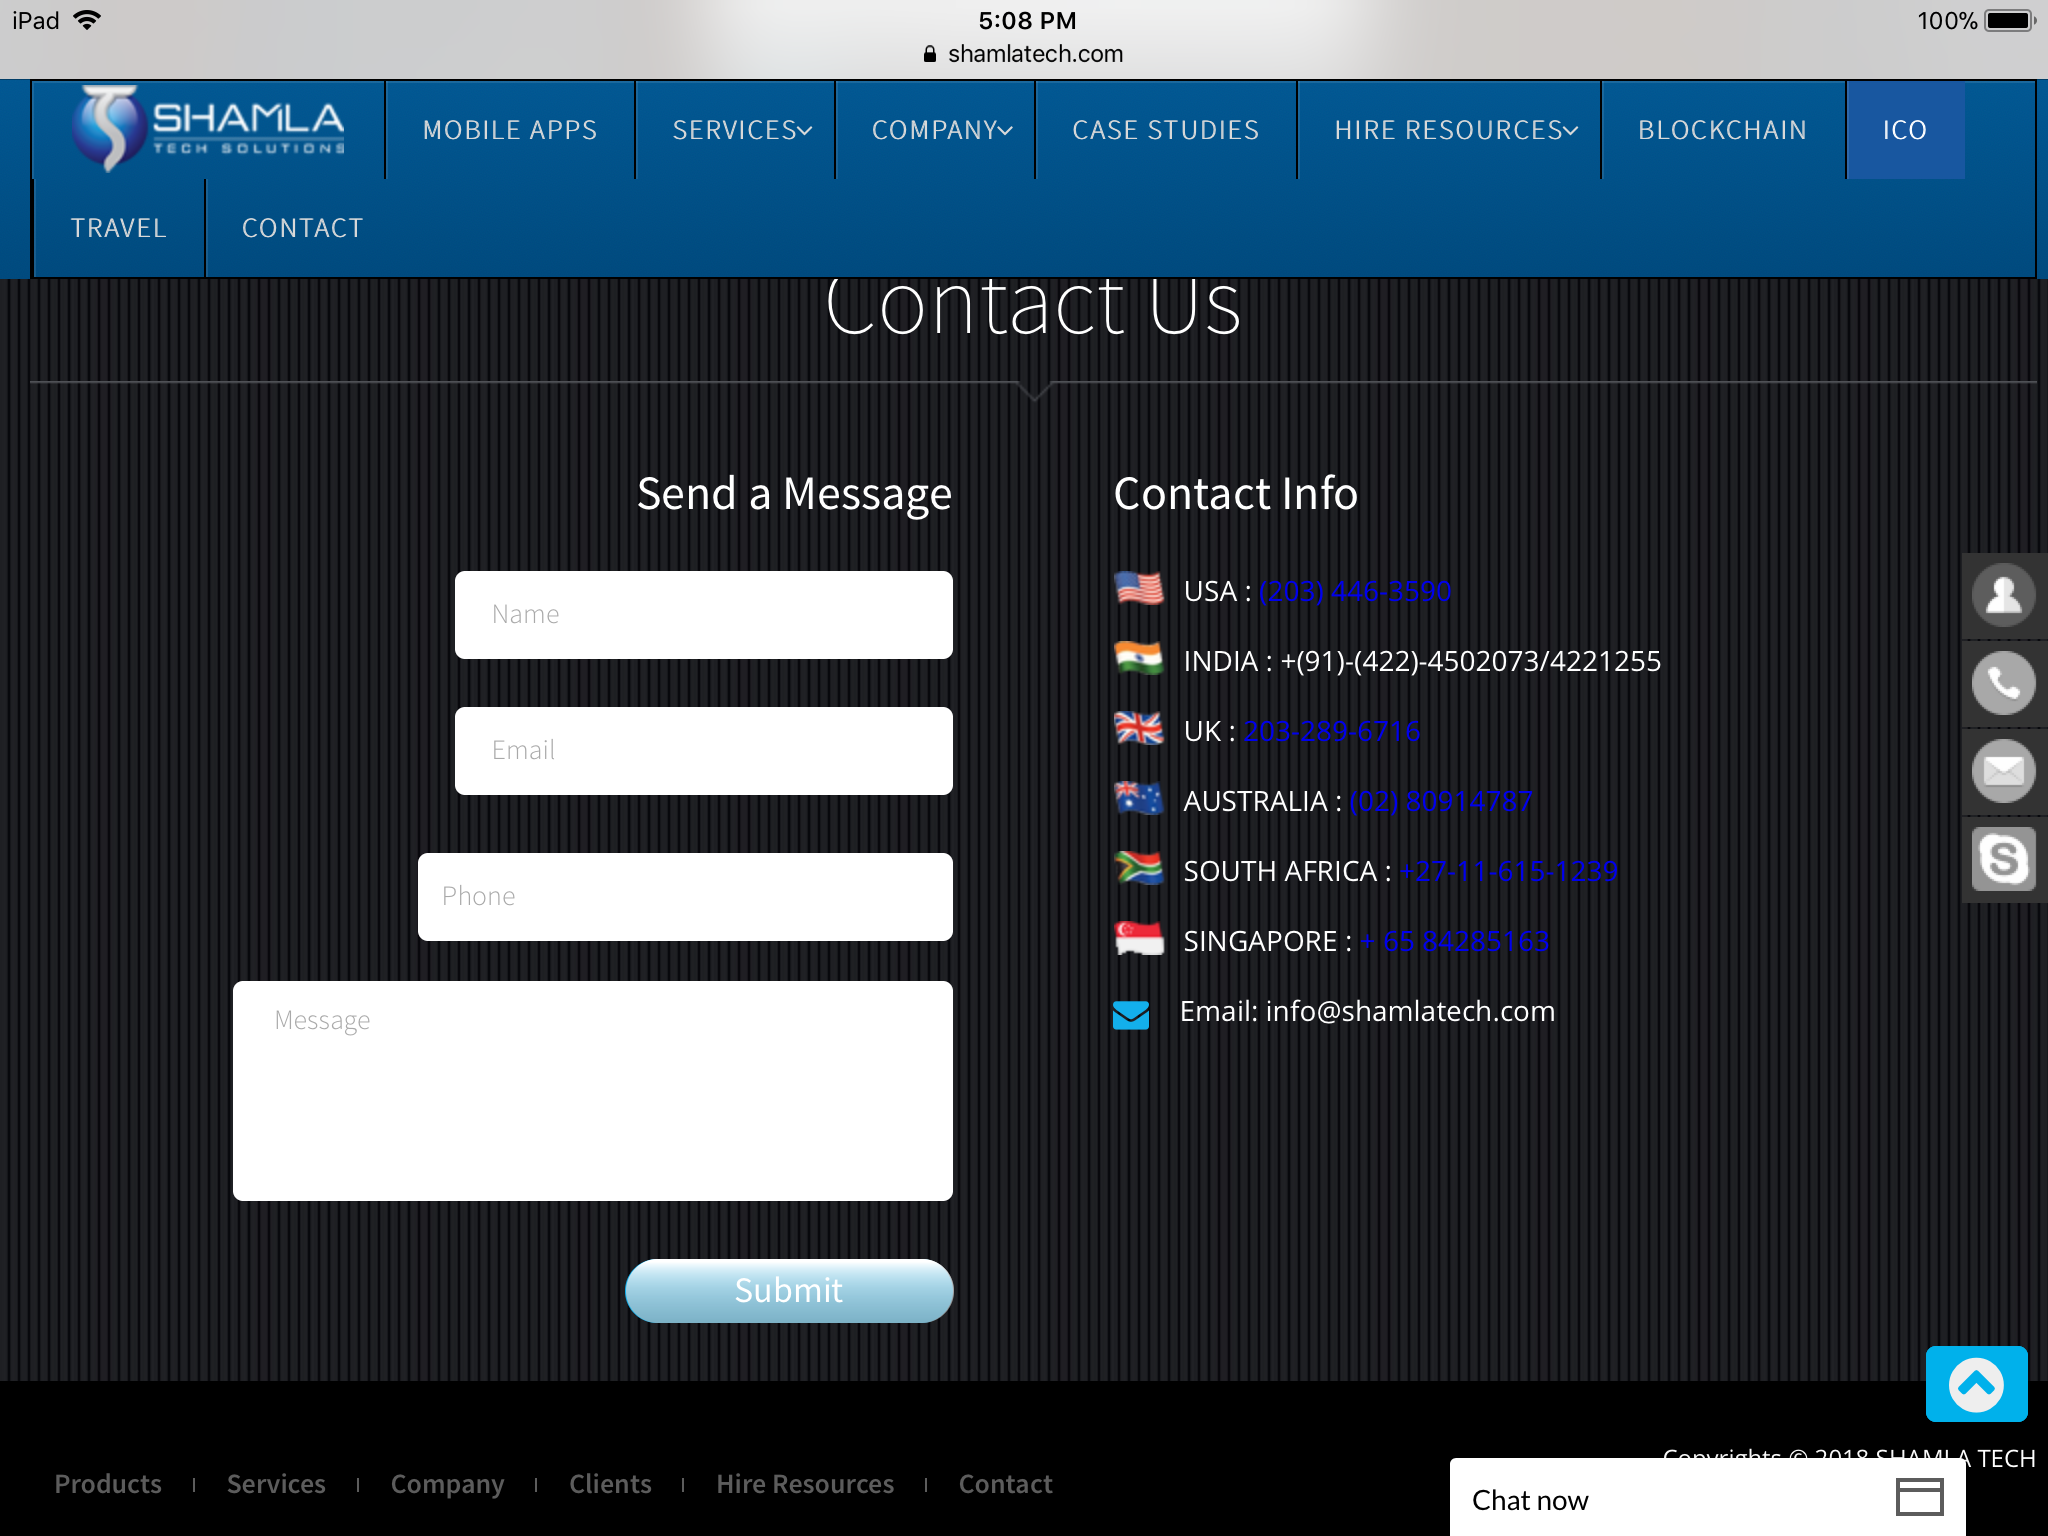 iPad
5:08 PM
100%
shamlatech.com
SHAMLA
TECH SOLUTIONS
MOBILE APPS
SERVICES
COMPANY
CASE STUDIES
HIRE RESOURCES
BLOCKCHAIN
ICO
TRAVEL
CONTACT
Contact Us
Send a Message
Name
Email
Phone
Message
Submit
Contact Info
USA : (203) 446-3590
INDIA : +(91)-(422)-4502073/4221255
UK : 203-289-6716
AUSTRALIA : (02) 80914787
SOUTH AFRICA : +27-11-615-1239
SINGAPORE : + 65 84285163
Email: info@shamlatech.com
Copyrights © 2018 SHAMLA TECH
Products
Services
Company
Clients
Hire Resources
Contact
Chat now